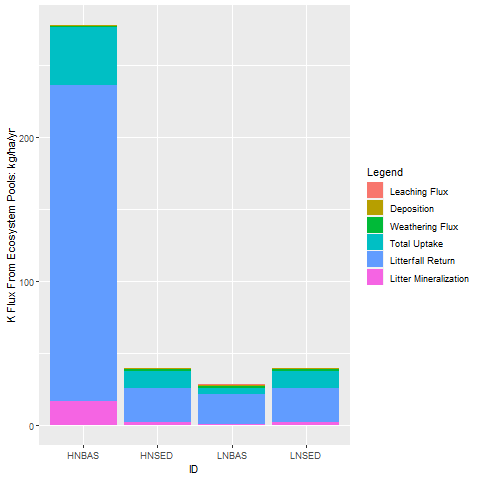 K Flux From Ecosystem Pools: kg/ha/yr
200
100
0
HNBAS HNSED LNBAS LNSED
ID
Legend
Leaching Flux
Deposition
Weathering Flux
Total Uptake
Litterfall Return
Litter Mineralization